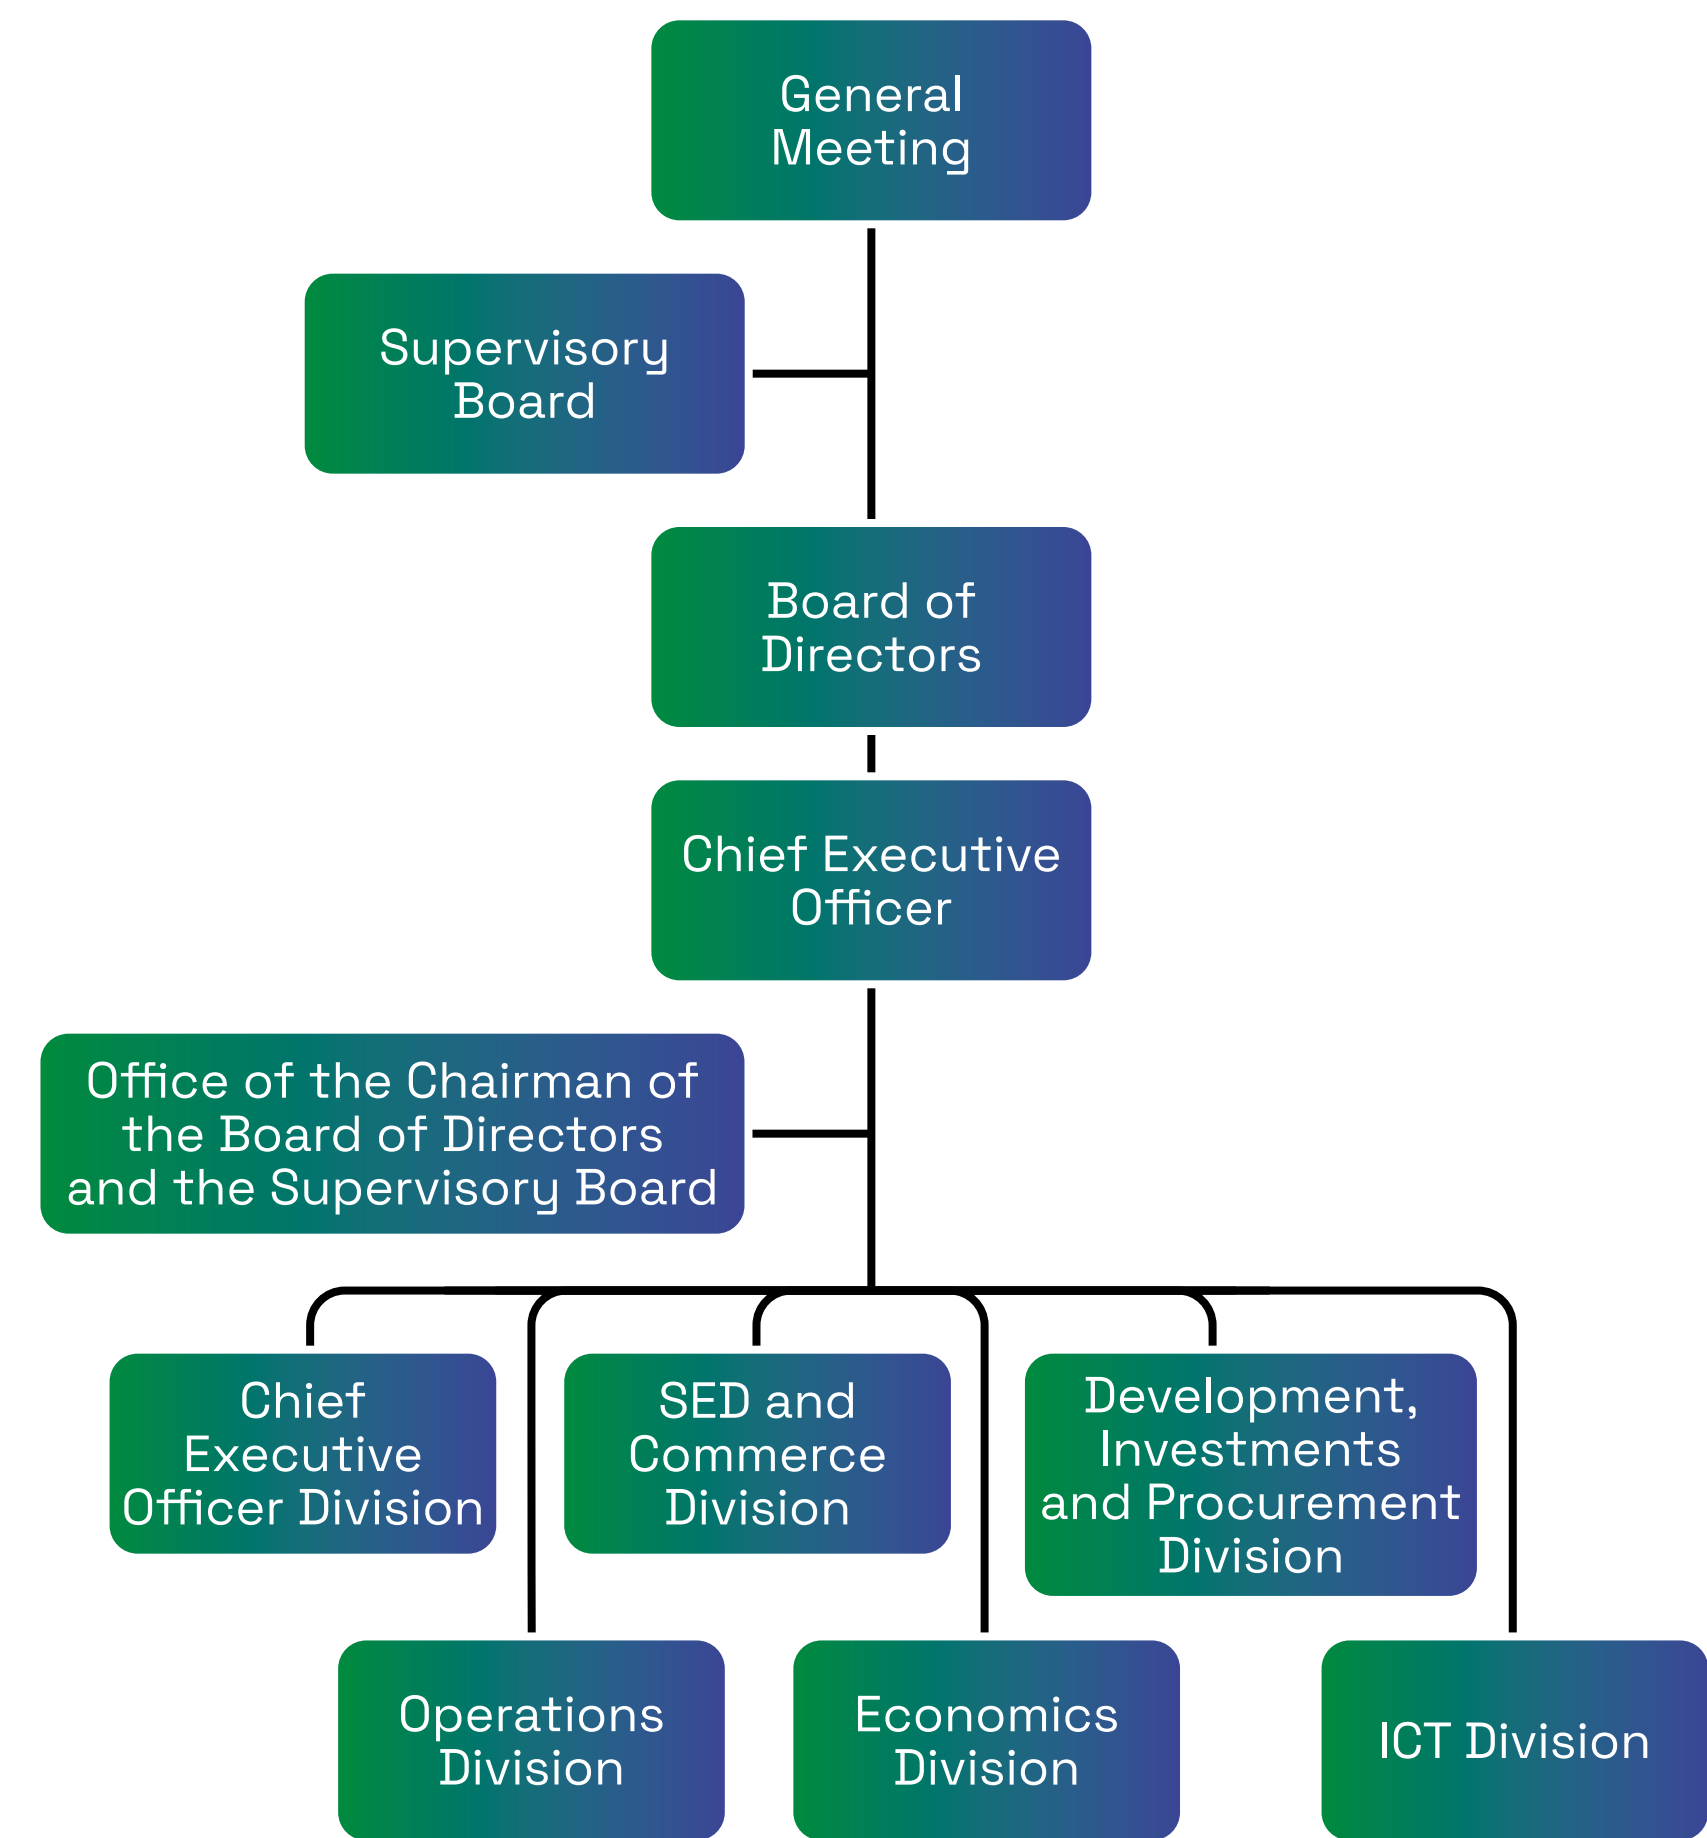 General
Meeting
Supervisory
Board
Board of
Directors
Chief Executive
Officer
Office of the Chairman of
the Board of Directors
and the Supervisory Board
Chief
Executive
Officer Division
SED and
Commerce
Division
Development,
Investments
and Procurement
Division
Operations
Division
Economics
Division
ICT Division